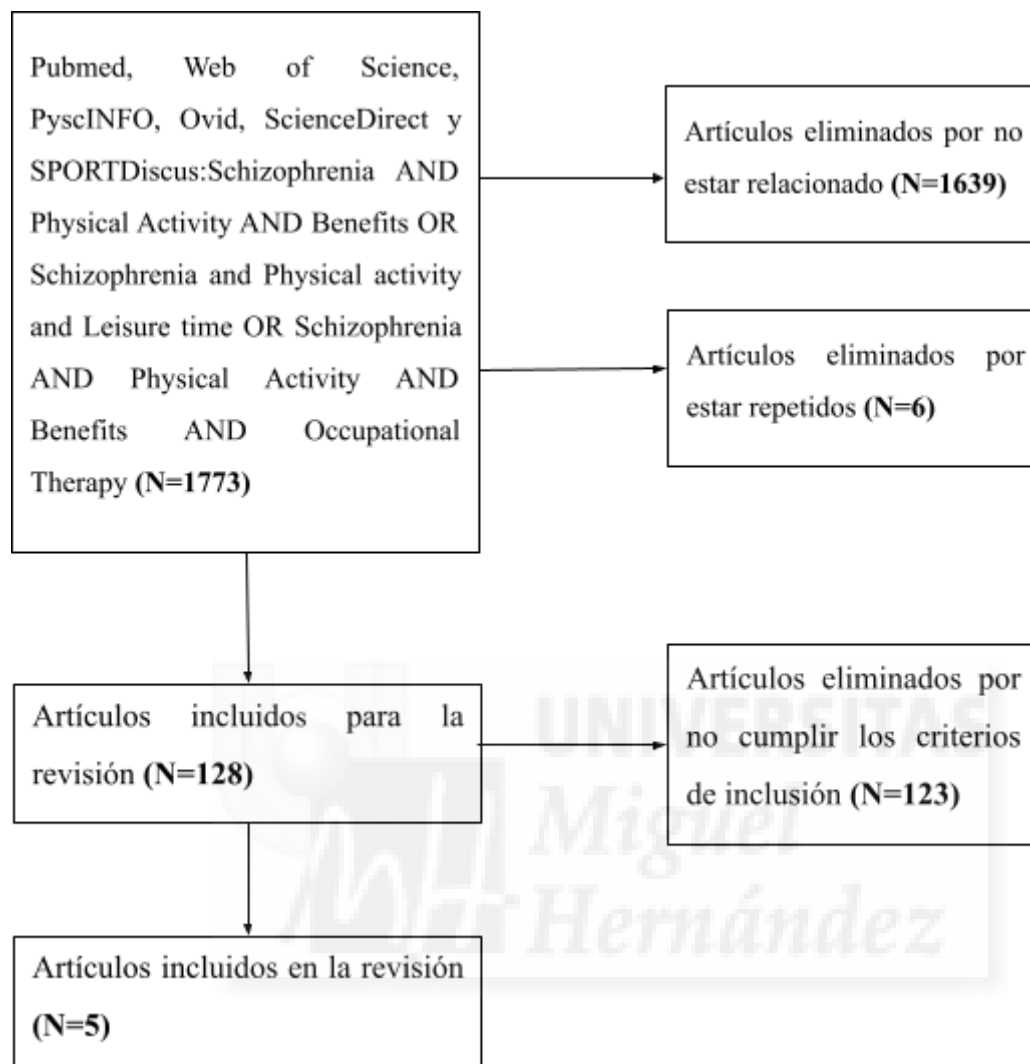 Pubmed, Web of Science,
PyscINFO, Ovid, ScienceDirect y
SPORTDiscus:Schizophrenia AND
Physical Activity AND Benefits OR
Schizophrenia and Physical activity
and Leisure time OR Schizophrenia
AND Physical Activity AND
Benefits AND Occupational
Therapy (N=1773)
Artículos eliminados por no
estar relacionado (N=1639)
Artículos eliminados por
estar repetidos (N=6)
Artículos incluidos para la
revisión (N=128)
Artículos eliminados por
no cumplir los criterios
de inclusión (N=123)
Artículos incluidos en la revisión
(N=5)
UNIVERSITAS
Miguel
Hernández